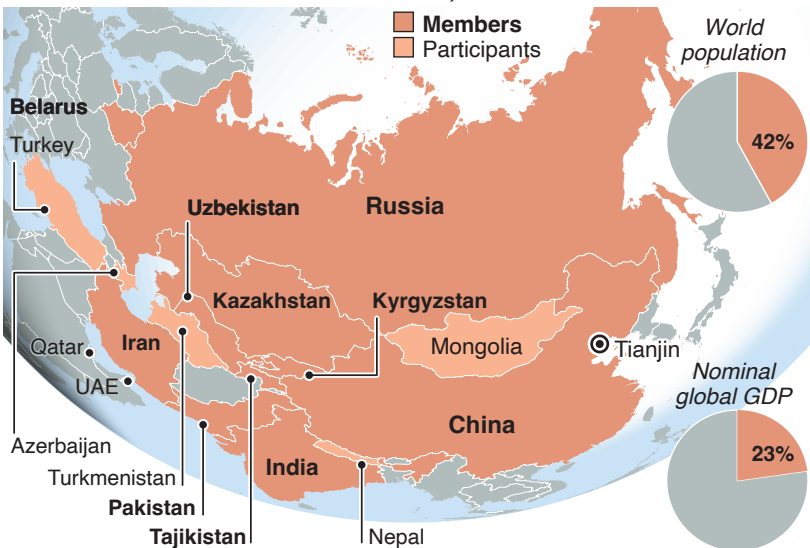 Members
Participants
World
population
42%
Belarus
Turkey
Uzbekistan
Russia
Kazakhstan
Kyrgyzstan
Iran
Mongolia
Tianjin
Qatar
UAE
Nominal
global GDP
23%
China
Azerbaijan
Turkmenistan
India
Pakistan
Tajikistan
Nepal